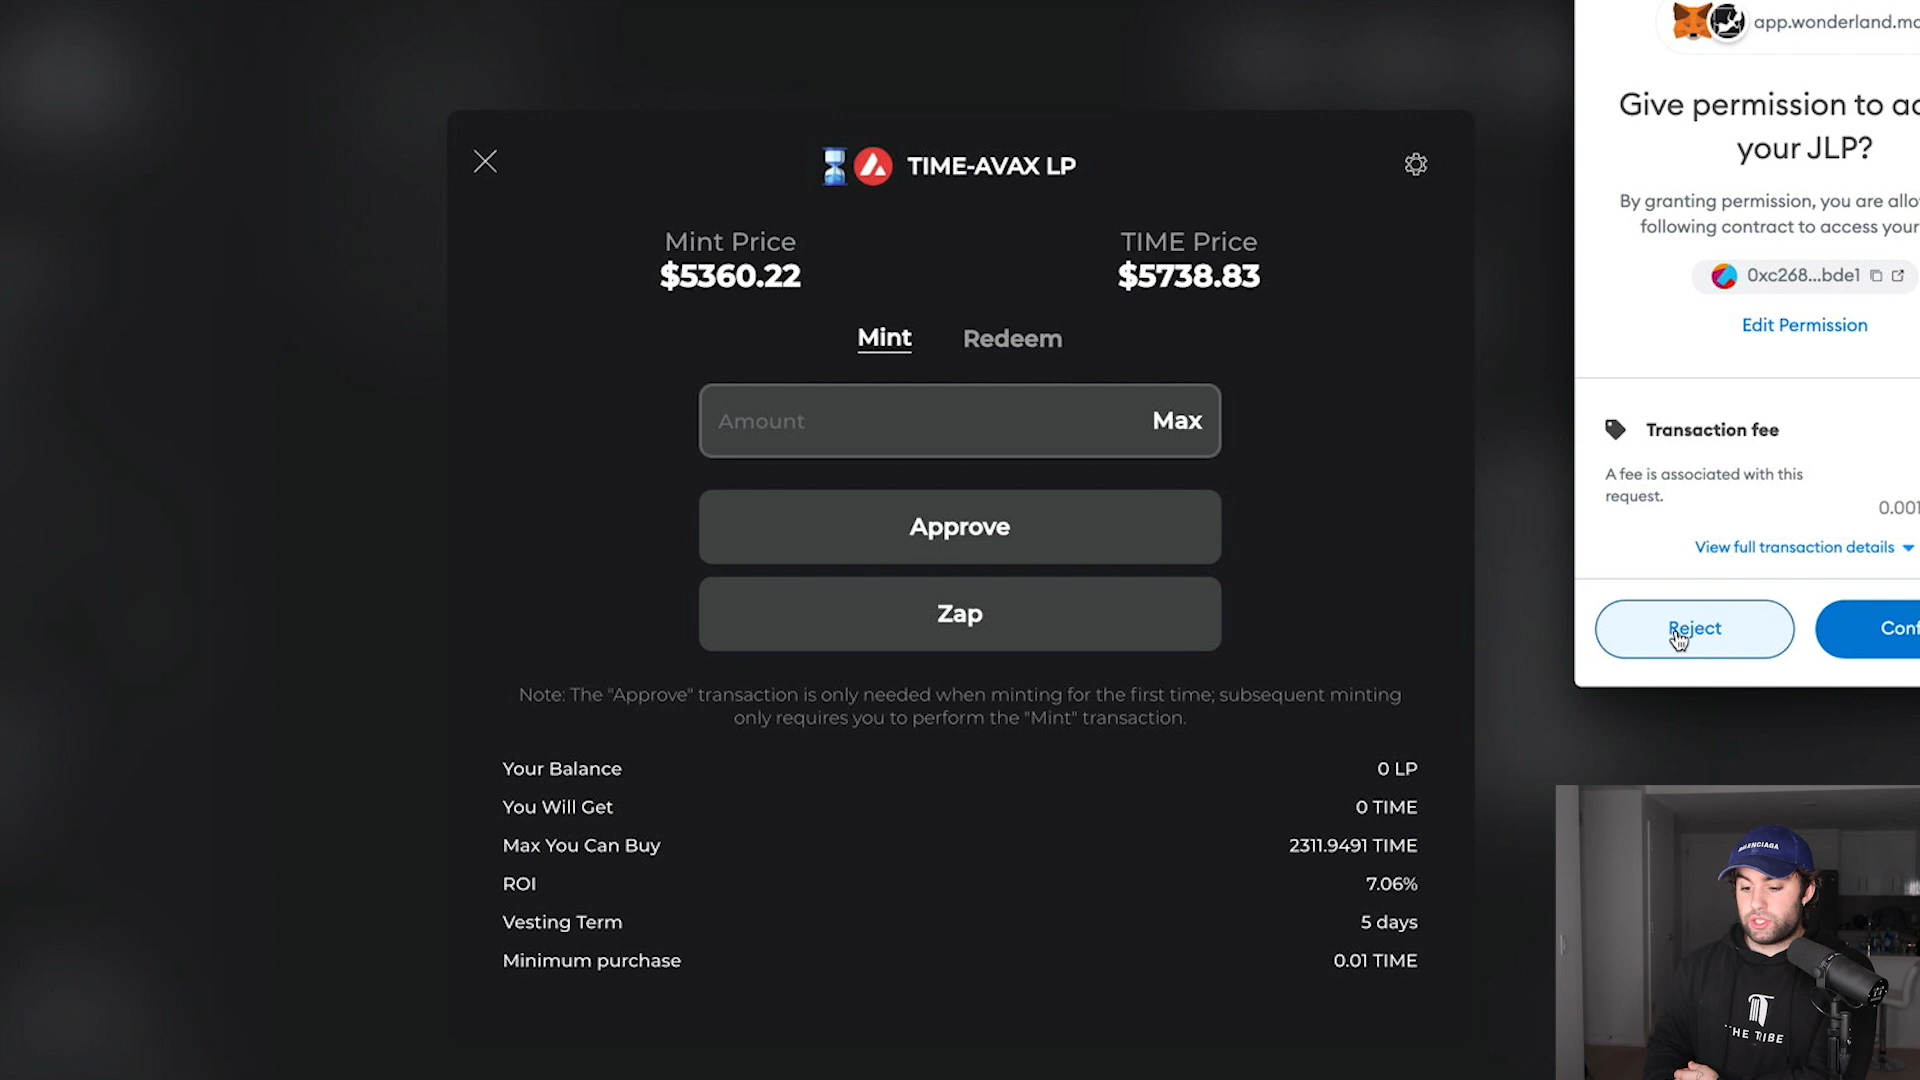 TIME-AVAX LP
Mint Price
$5360.22
TIME Price
$5738.83
Mint
Redeem
Amount
Max
Approve
Zap
Note: The "Approve" transaction is only needed when minting for the first time; subsequent minting
only requires you to perform the "Mint" transaction.
Your Balance
0 LP
You Will Get
0 TIME
Max You Can Buy
2311.9491 TIME
ROI
7.06%
Vesting Term
5 days
Minimum purchase
0.01 TIME
app.wonderland.mo
Give permission to ac
your JLP?
By granting permission, you are allo
following contract to access your
0xc268...bde1
Edit Permission
Transaction fee
A fee is associated with this
request.
0.001
View full transaction details
Reject
Conf
BALENCIAGA
THE TRIBE